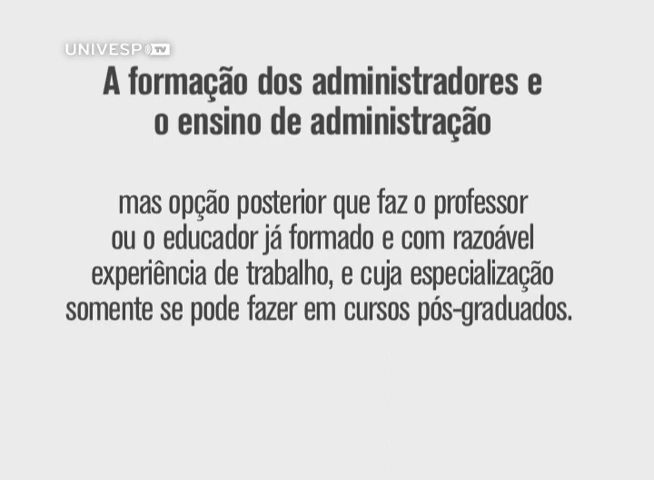 UNIVESP TV
A formação dos administradores e
o ensino de administração
mas opção posterior que faz o professor
ou o educador já formado e com razoável
experiência de trabalho, e cuja especialização
somente se pode fazer em cursos pós-graduados.